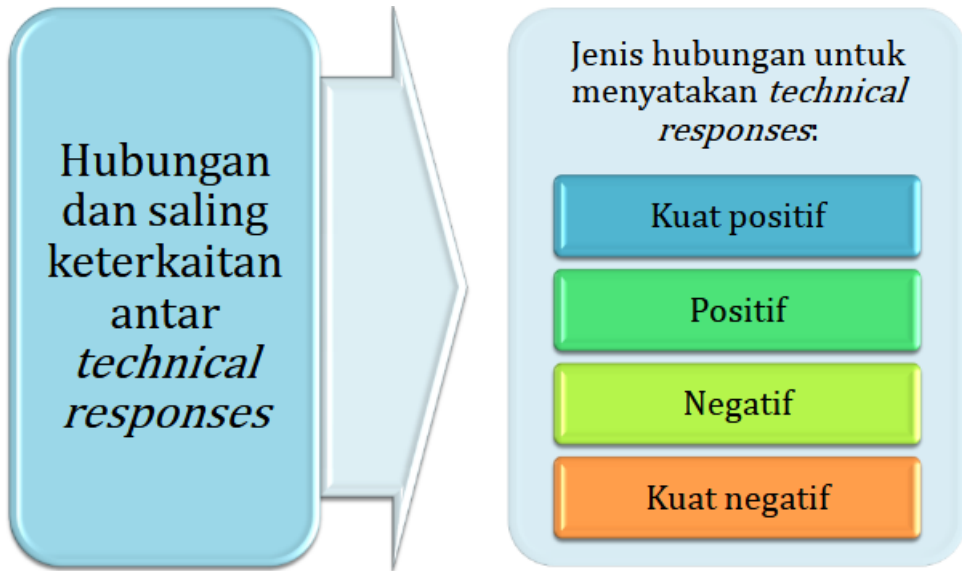 Hubungan
dan saling
keterkaitan
antar
technical
responses
Jenis hubungan untuk
menyatakan technical
responses:
Kuat positif
Positif
Negatif
Kuat negatif